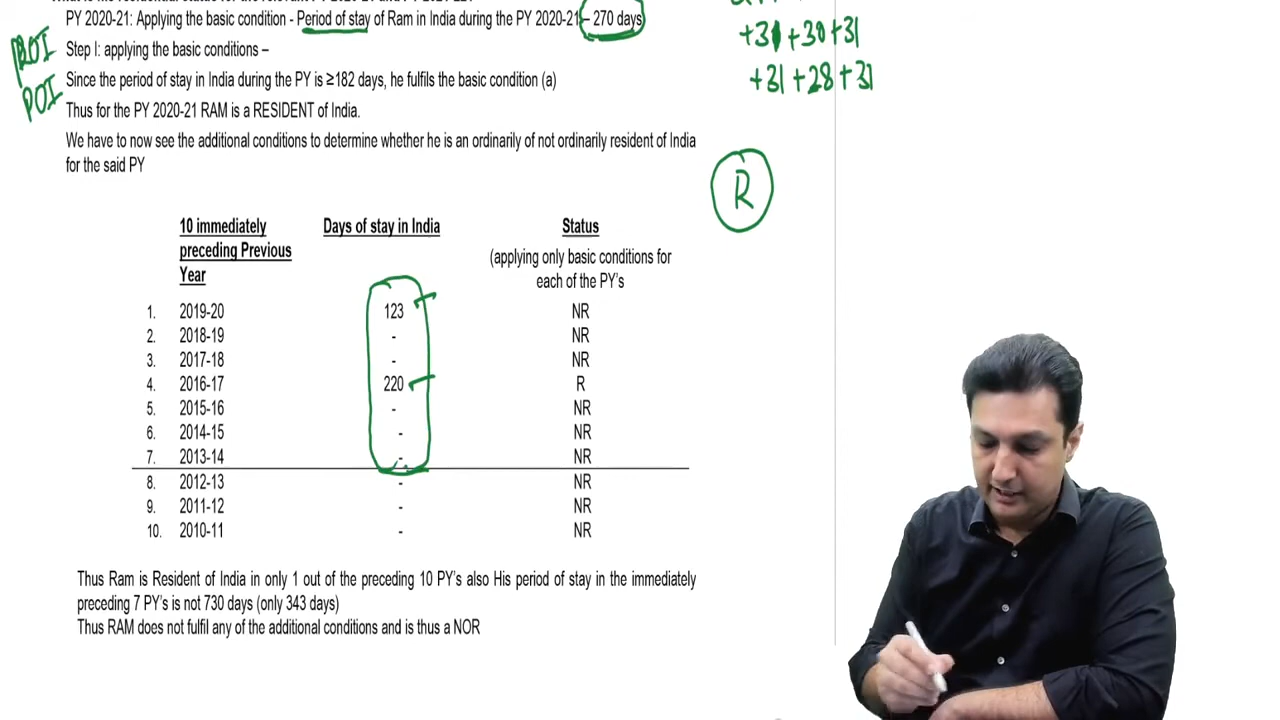 PY 2020-21: Applying the basic condition - Period of stay of Ram in India during the PY 2020-21 – 270 days
+31 +30 +31
ROI
Step I: applying the basic conditions –
+31 +28 +31
Since the period of stay in India during the PY is ≥182 days, he fulfils the basic condition (a)
POI
Thus for the PY 2020-21 RAM is a RESIDENT of India.
We have to now see the additional conditions to determine whether he is an ordinarily of not ordinarily resident of India
for the said PY
R
10 immediately Days of stay in India Status
preceding Previous (applying only basic conditions for
Year each of the PY's
1. 2019-20 123 NR
2. 2018-19 - NR
3. 2017-18 - NR
4. 2016-17 220 R
5. 2015-16 - NR
6. 2014-15 - NR
7. 2013-14 - NR
8. 2012-13 - NR
9. 2011-12 - NR
10. 2010-11 - NR
Thus Ram is Resident of India in only 1 out of the preceding 10 PY's also His period of stay in the immediately
preceding 7 PY's is not 730 days (only 343 days)
Thus RAM does not fulfil any of the additional conditions and is thus a NOR